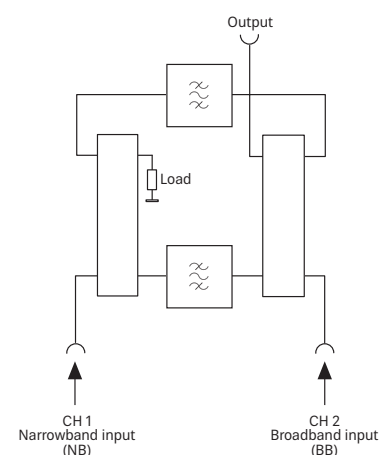 Output
Load
CH 1
Narrowband input
(NB)
CH 2
Broadband input
(BB)